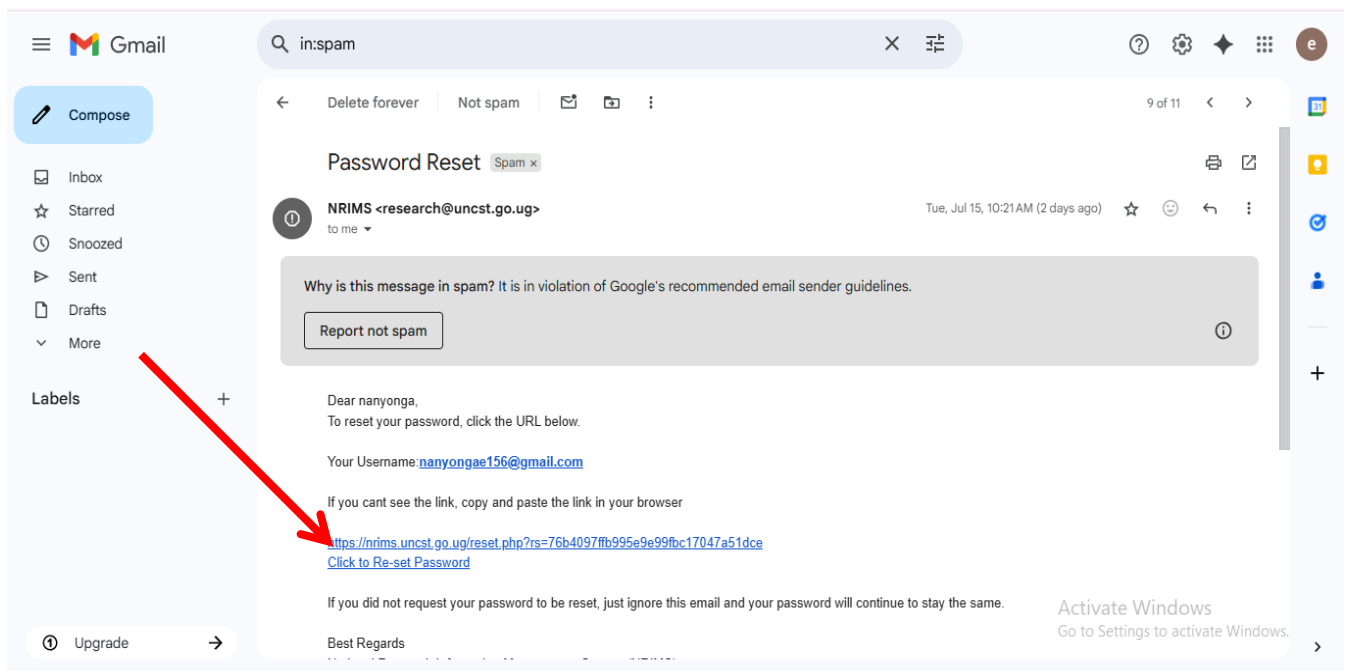 Gmail
in:spam
e
Compose
Delete forever
Not spam
9 of 11
31
Inbox
Starred
Snoozed
Sent
Drafts
More
Labels
Password Reset Spam ×
NRIMS <research@uncst.go.ug>
Tue, Jul 15, 10:21 AM (2 days ago)
to me
Why is this message in spam? It is in violation of Google's recommended email sender guidelines.
Report not spam
Dear nanyonga,
To reset your password, click the URL below.
Your Username:nanyongae156@gmail.com
If you cant see the link, copy and paste the link in your browser
https://nrims.uncst.go.ug/reset.php?rs=76b4097ffb995e9e99fbc17047a51dce
Click to Re-set Password
If you did not request your password to be reset, just ignore this email and your password will continue to stay the same.
Best Regards
Activate Windows
Go to Settings to activate Windows.
1 Upgrade